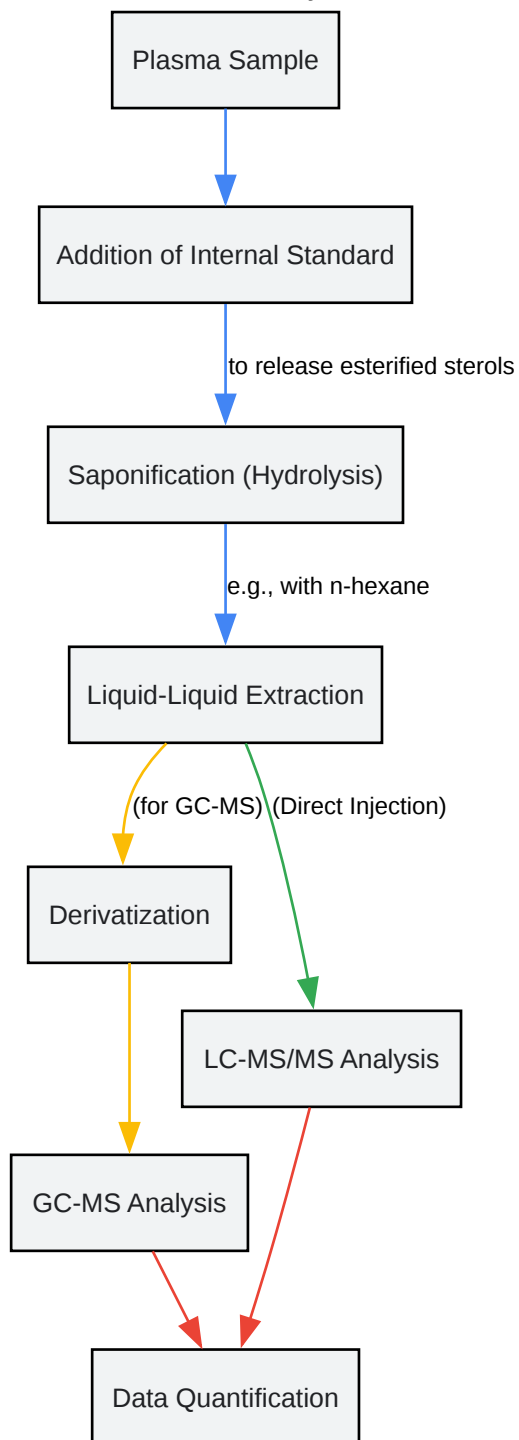 Plasma Sample
Addition of Internal Standard
to release esterified sterols
Saponification (Hydrolysis)
e.g., with n-hexane
Liquid-Liquid Extraction
(for GC-MS)
(Direct Injection)
Derivatization
LC-MS/MS Analysis
GC-MS Analysis
Data Quantification